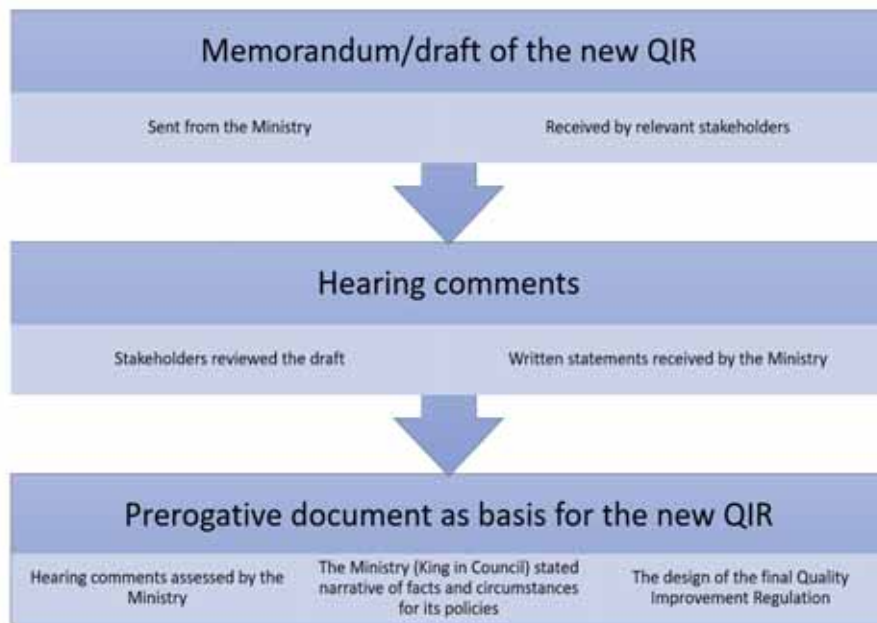 Memorandum/draft of the new QIR
Sent from the Ministry
Received by relevant stakeholders
Hearing comments
Stakeholders reviewed the draft
Written statements received by the Ministry
Prerogative document as basis for the new QIR
Hearing comments assessed by the
Ministry
The Ministry (King in Council) stated
narrative of facts and circumstances
for its policies
The design of the final Quality
Improvement Regulation